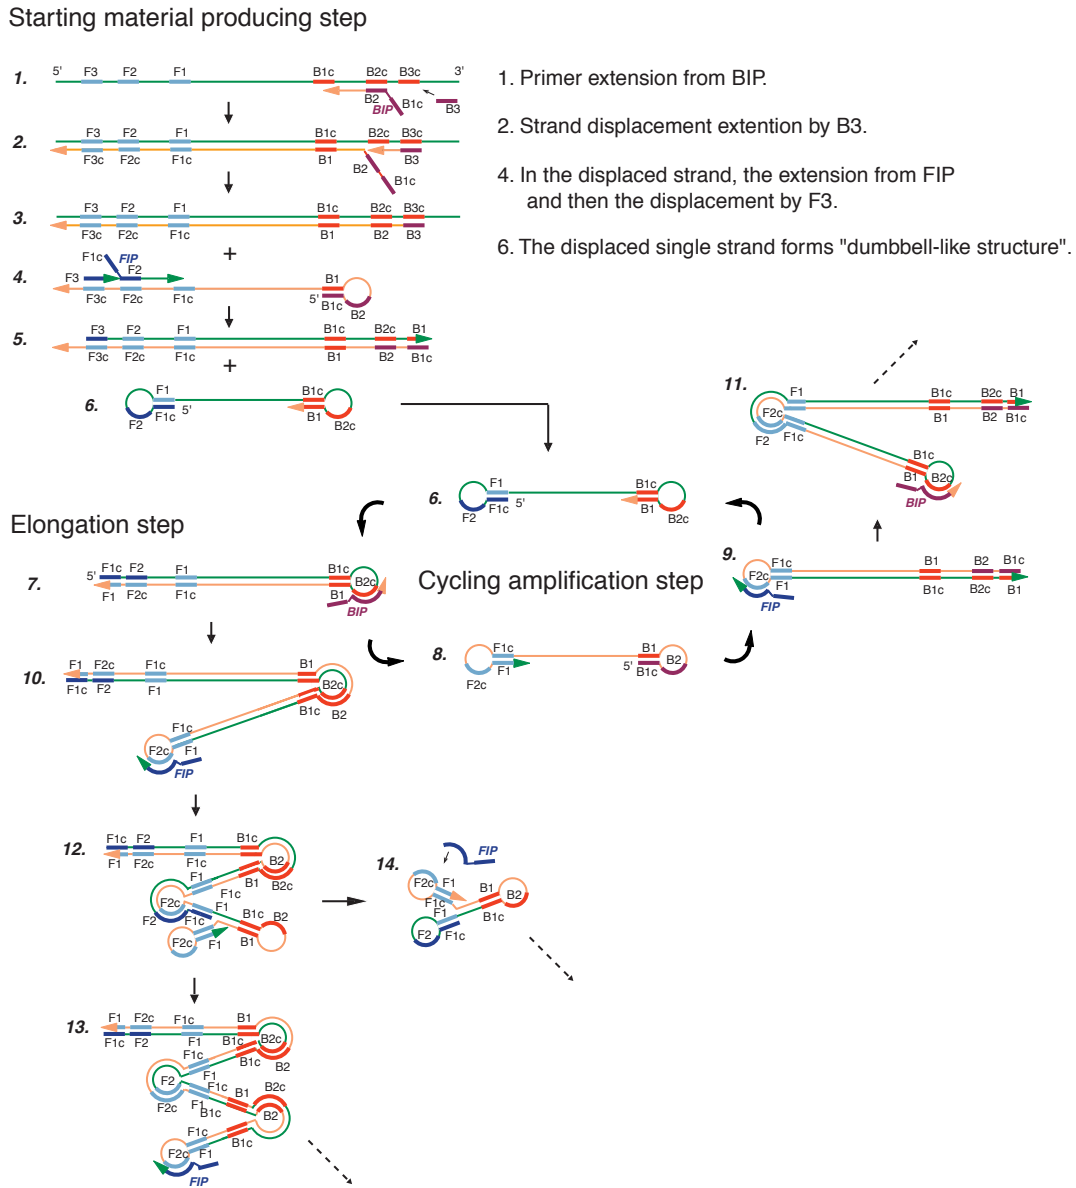 Starting material producing step
1.
5' F3 F2 F1 B1c B2c B3c 3'
B2 B1c B3
BIP
1. Primer extension from BIP.
2.
F3 F2 F1 B1c B2c B3c
F3c F2c F1c B1 B3
B2 B1c
2. Strand displacement extention by B3.
3.
F3 F2 F1 B1c B2c B3c
F3c F2c F1c B1 B2 B3
+
4. In the displaced strand, the extension from FIP
and then the displacement by F3.
4.
F1c FIP
F3 F2 B1
F3c F2c F1c 5' B1c B2
6. The displaced single strand forms "dumbbell-like structure".
5.
F3 F2 F1 B1c B2c B1
F3c F2c F1c B1 B2 B1c
+
6.
F1 B1c
F2 F1c 5' B1 B2c
11.
F1 B1c B2c B1
F2c
F2 F1c B1 B2 B1c
B1c
B1 B2c
BIP
6.
F1 B1c
F2 F1c 5' B1 B2c
Elongation step
7.
5' F1c F2 F1 B1c
B2c
F1 F2c F1c B1
BIP
Cycling amplification step
9.
F1c B1 B2 B1c
F2c F1 B1c B2c B1
FIP
8.
F1c B1
F1 5' B2
F2c B1c
10.
F1 F2c F1c B1
F1c F2 F1 B2c
B1c B2
F1c
F2c F1
FIP
12.
F1c F2 F1 B1c
F1 F2c F1c B2
F1 B1 B2c
F2c F1c
F2 F1c F1 B1c B2
F2c F1 B1
14.
FIP
F2c F1 B1 B2
F1c F1 B1c
F2 F1c
13.
F1 F2c F1c B1
F1c F2 F1 B1c B2c
F1c B1c B2
F2 F1
F2c F1c B1 B2c
F1 B1c B2
F1c B1c
F2c F1
FIP